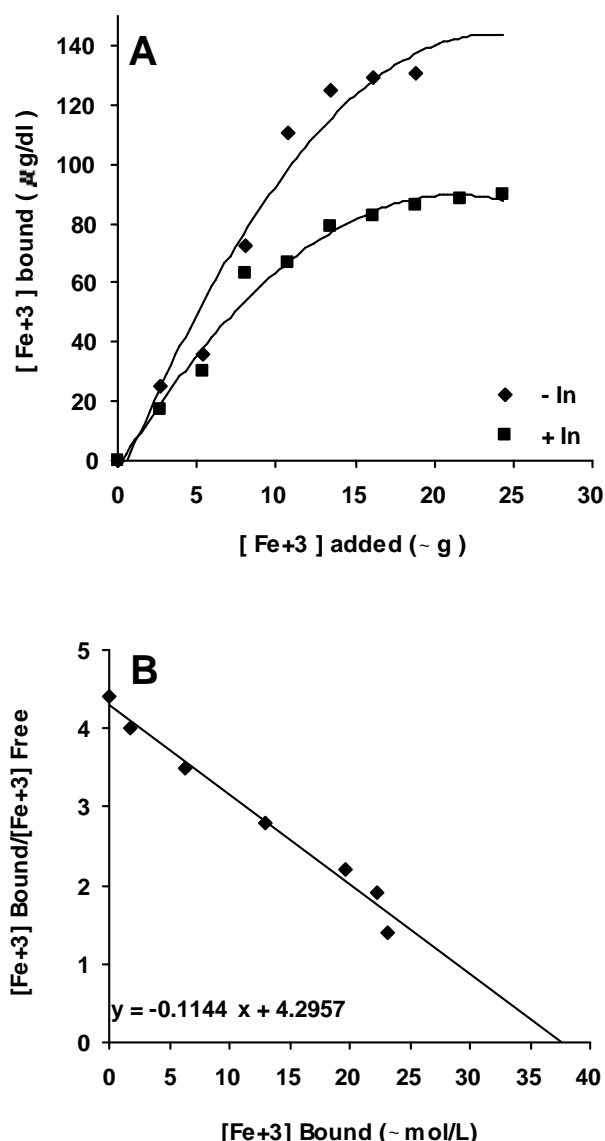 A
140
120
100
80
60
40
20
0
0 5 10 15 20 25 30
[ Fe+3 ] bound ( μg/dl)
[ Fe+3 ] added (~ g )
- In
+ In
B
5
4
3
2
1
0
0 5 10 15 20 25 30 35 40
[Fe+3] Bound/[Fe+3] Free
y = -0.1144 x + 4.2957
[Fe+3] Bound (~ mol/L)